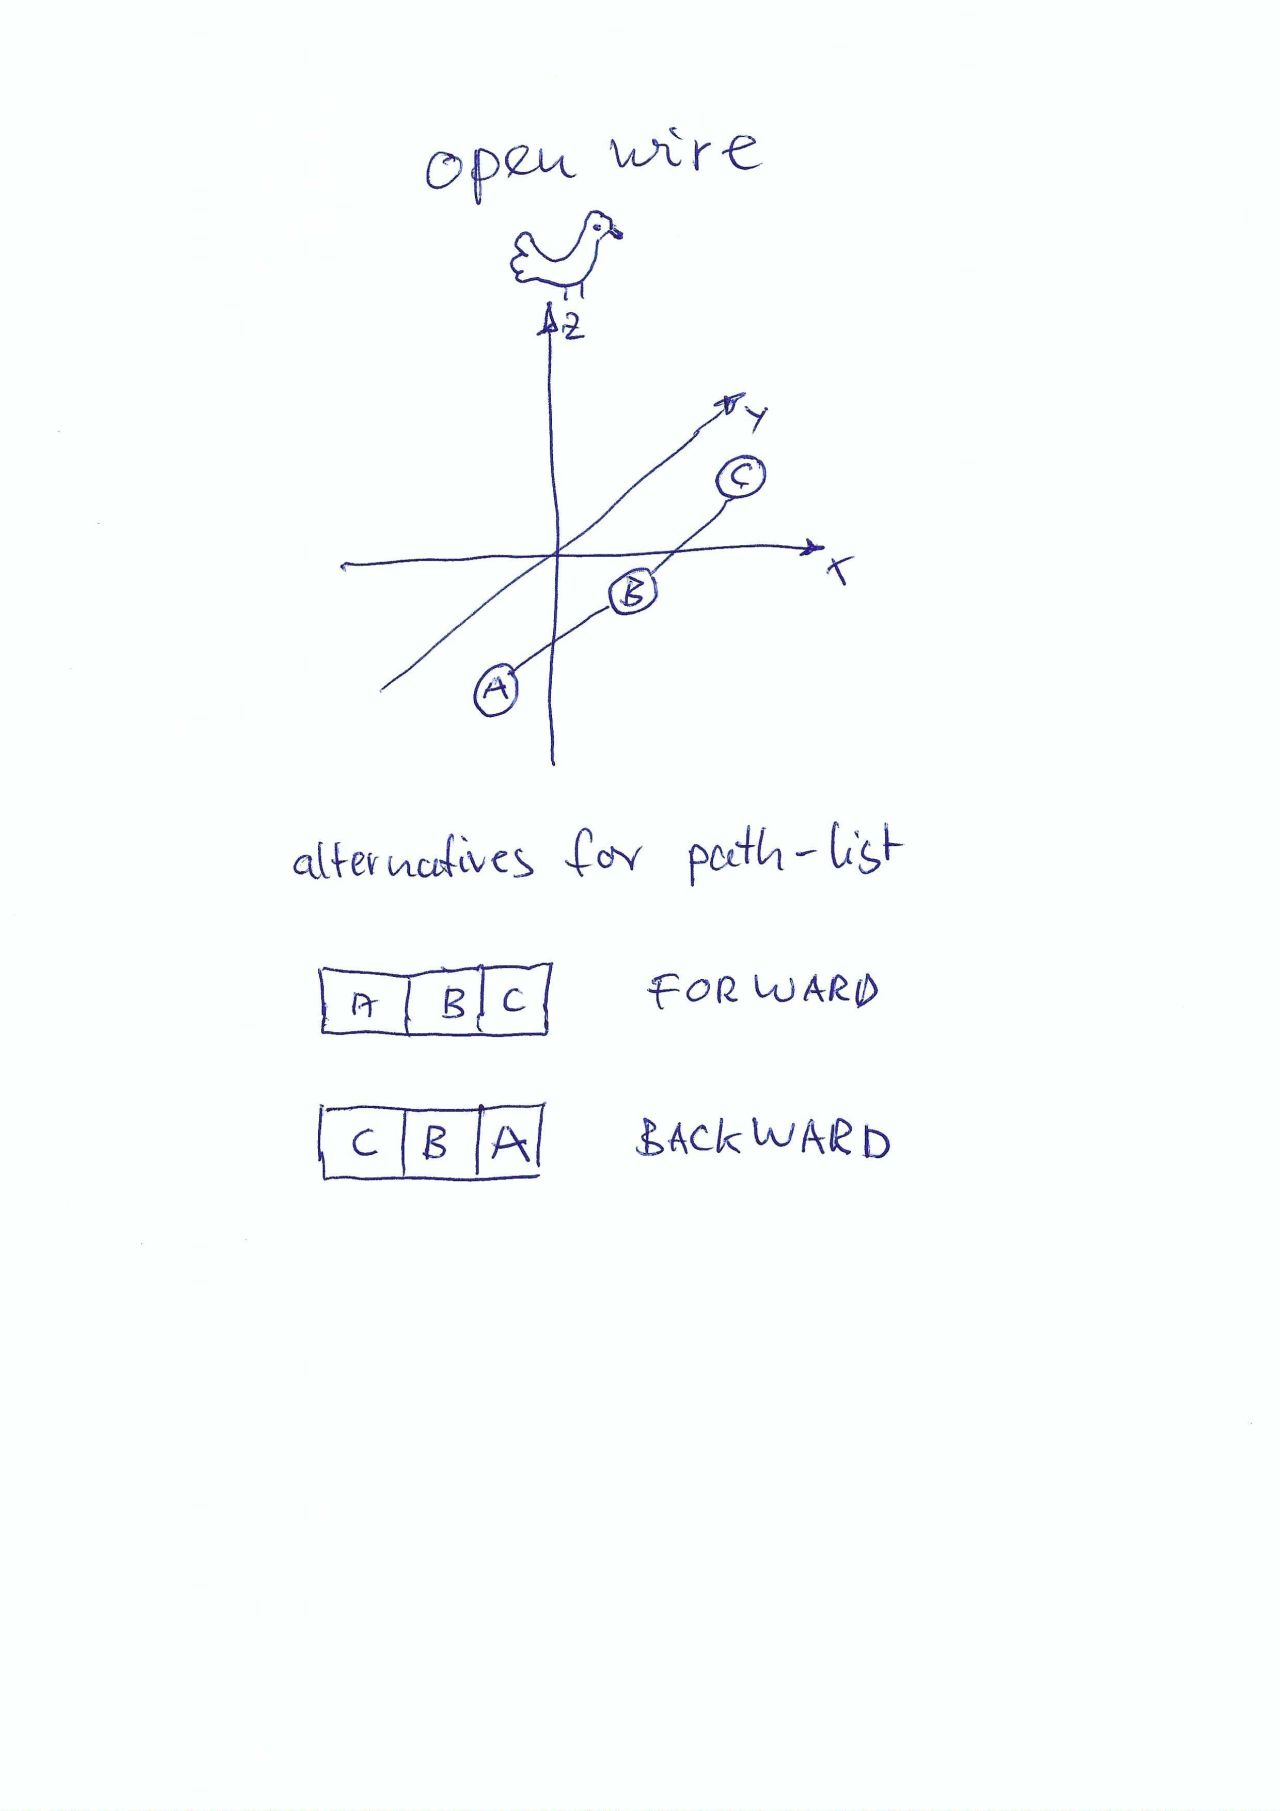 open wire
Z
Y
C
X
B
A
alternatives for path-list
A B C FORWARD
C B A BACKWARD